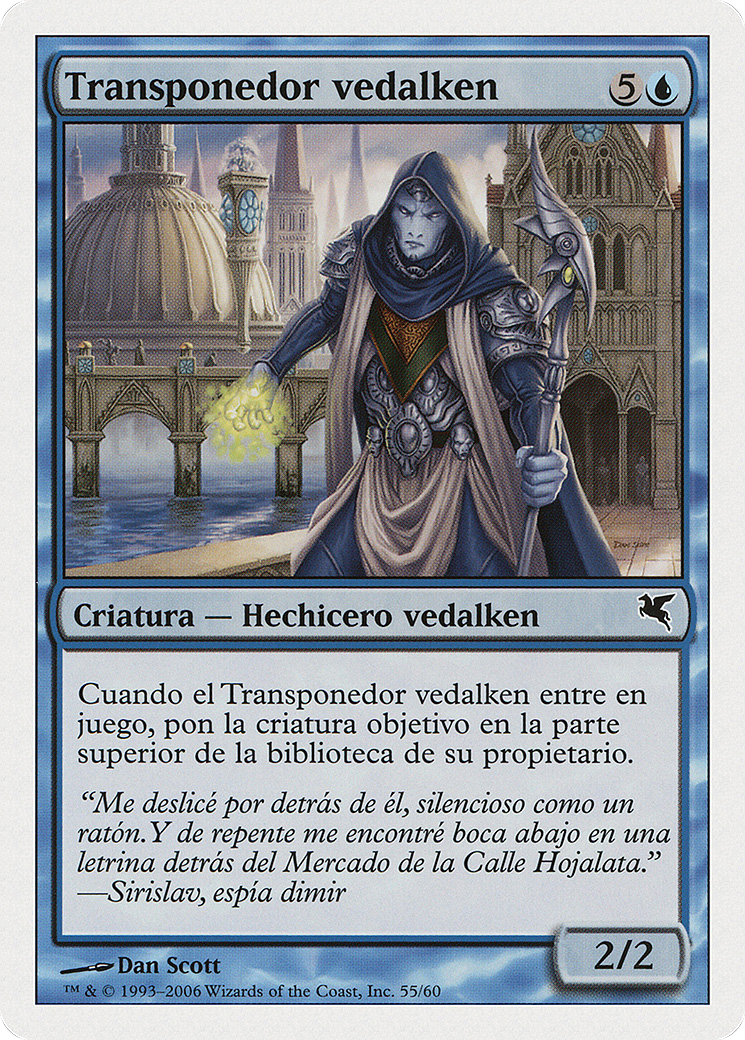 Transponedor vedalken
5
DAN SCOTT
Criatura — Hechicero vedalken
Cuando el Transponedor vedalken entre en
juego, pon la criatura objetivo en la parte
superior de la biblioteca de su propietario.
“Me deslicé por detrás de él, silencioso como un
ratón. Y de repente me encontré boca abajo en una
letrina detrás del Mercado de la Calle Hojalata.”
—Sirislav, espía dimir
2/2
Dan Scott
™ & © 1993–2006 Wizards of the Coast, Inc. 55/60